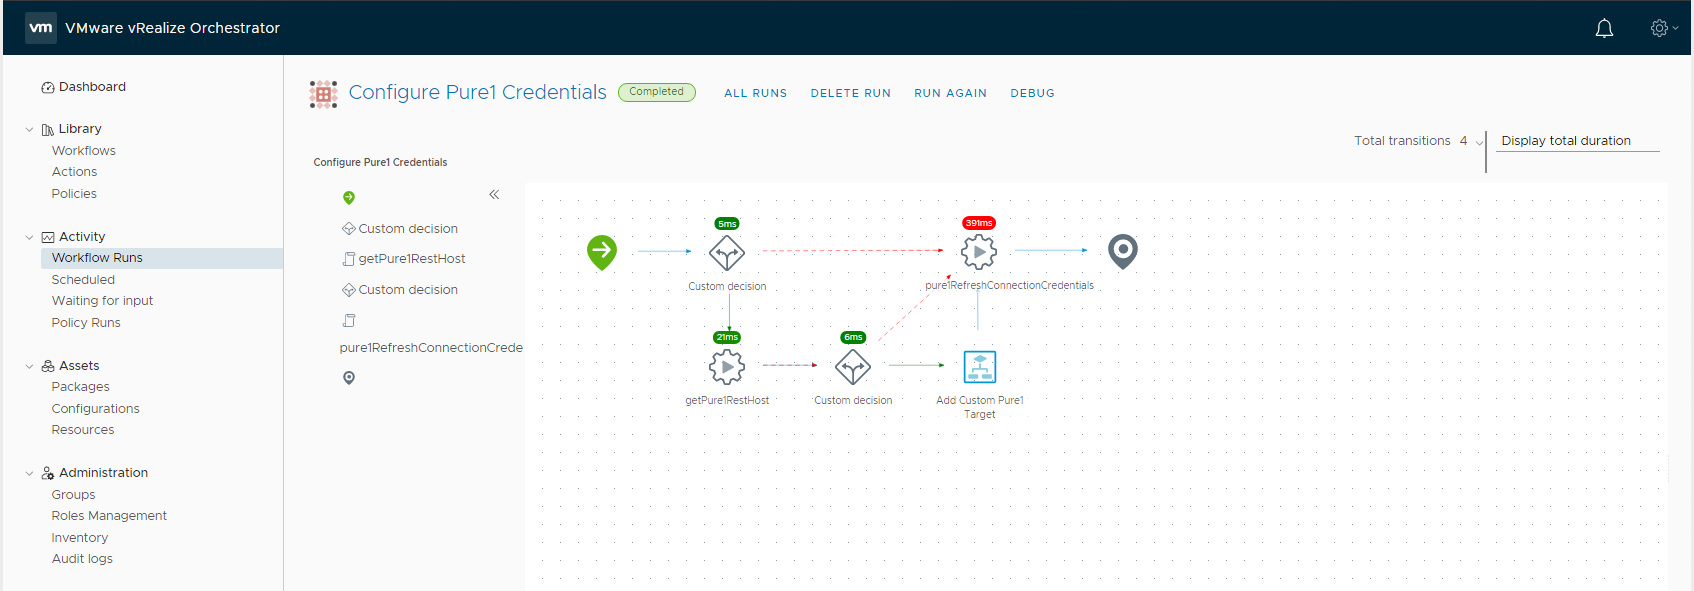 vm VMware vRealize Orchestrator
Dashboard
Library
Workflows
Actions
Policies
Activity
Workflow Runs
Scheduled
Waiting for input
Policy Runs
Assets
Packages
Configurations
Resources
Administration
Groups
Roles Management
Inventory
Audit logs
Configure Pure1 Credentials Completed ALL RUNS DELETE RUN RUN AGAIN DEBUG
Total transitions 4 Display total duration
Configure Pure1 Credentials
Custom decision
getPure1RestHost
Custom decision
pure1RefreshConnectionCrede
5ms
391ms
Custom decision
pure1RefreshConnectionCredentials
21ms
6ms
getPure1RestHost
Custom decision
Add Custom Pure1
Target